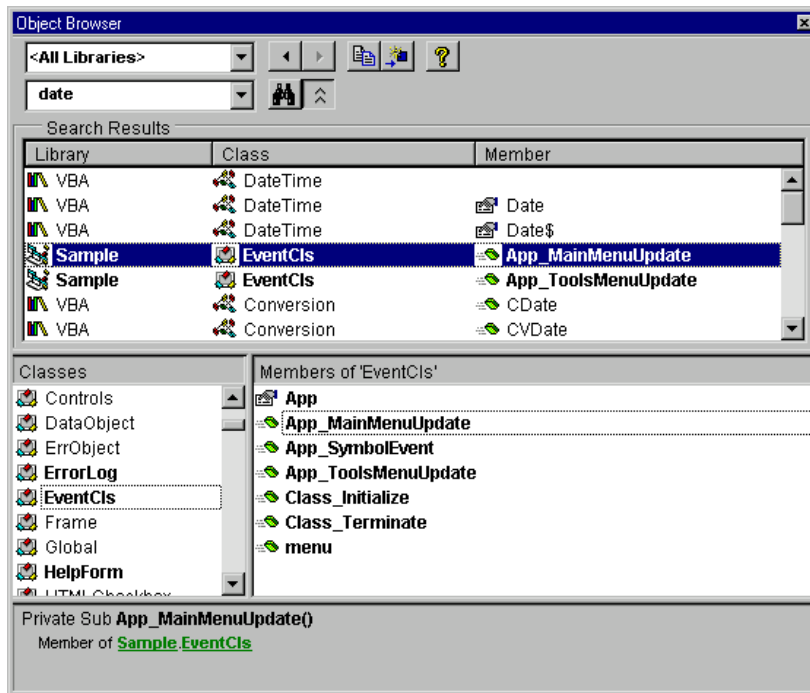 Object Browser
<All Libraries>
date
Search Results
Library Class Member
VBA DateTime
VBA DateTime Date
VBA DateTime Date$
Sample EventCls App_MainMenuUpdate
Sample EventCls App_ToolsMenuUpdate
VBA Conversion CDate
VBA Conversion CVDate
Classes
Controls
DataObject
ErrObject
ErrorLog
EventCls
Frame
Global
HelpForm
Members of 'EventCls'
App
App_MainMenuUpdate
App_SymbolEvent
App_ToolsMenuUpdate
Class_Initialize
Class_Terminate
menu
Private Sub App_MainMenuUpdate()
Member of Sample.EventCls